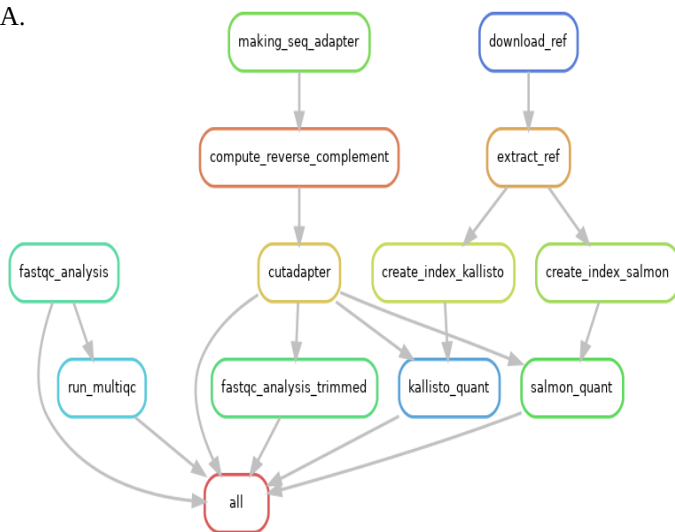 A.
making_seq_adapter
download_ref
compute_reverse_complement
extract_ref
fastqc_analysis
cutadapter
create_index_kallisto
create_index_salmon
run_multiqc
fastqc_analysis_trimmed
kallisto_quant
salmon_quant
all